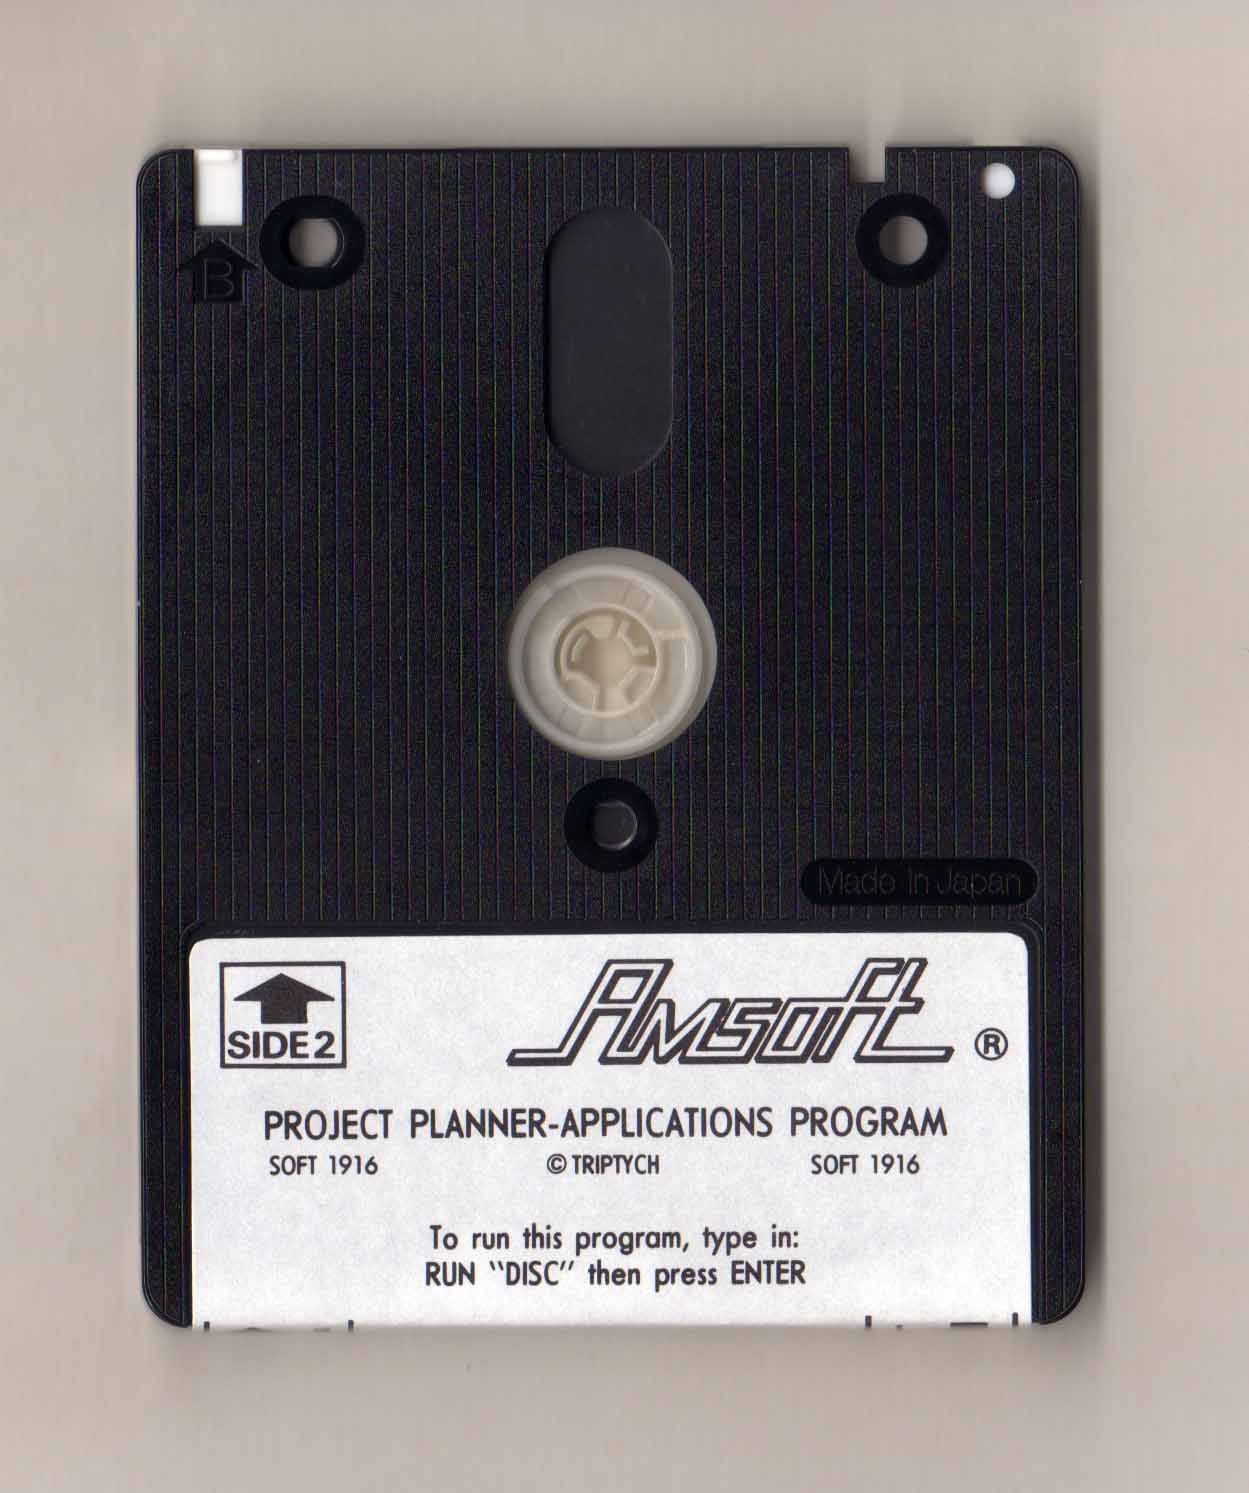 B
Made In Japan
SIDE 2
Amsoft ®
PROJECT PLANNER-APPLICATIONS PROGRAM
SOFT 1916 © TRIPTYCH SOFT 1916
To run this program, type in:
RUN "DISC" then press ENTER